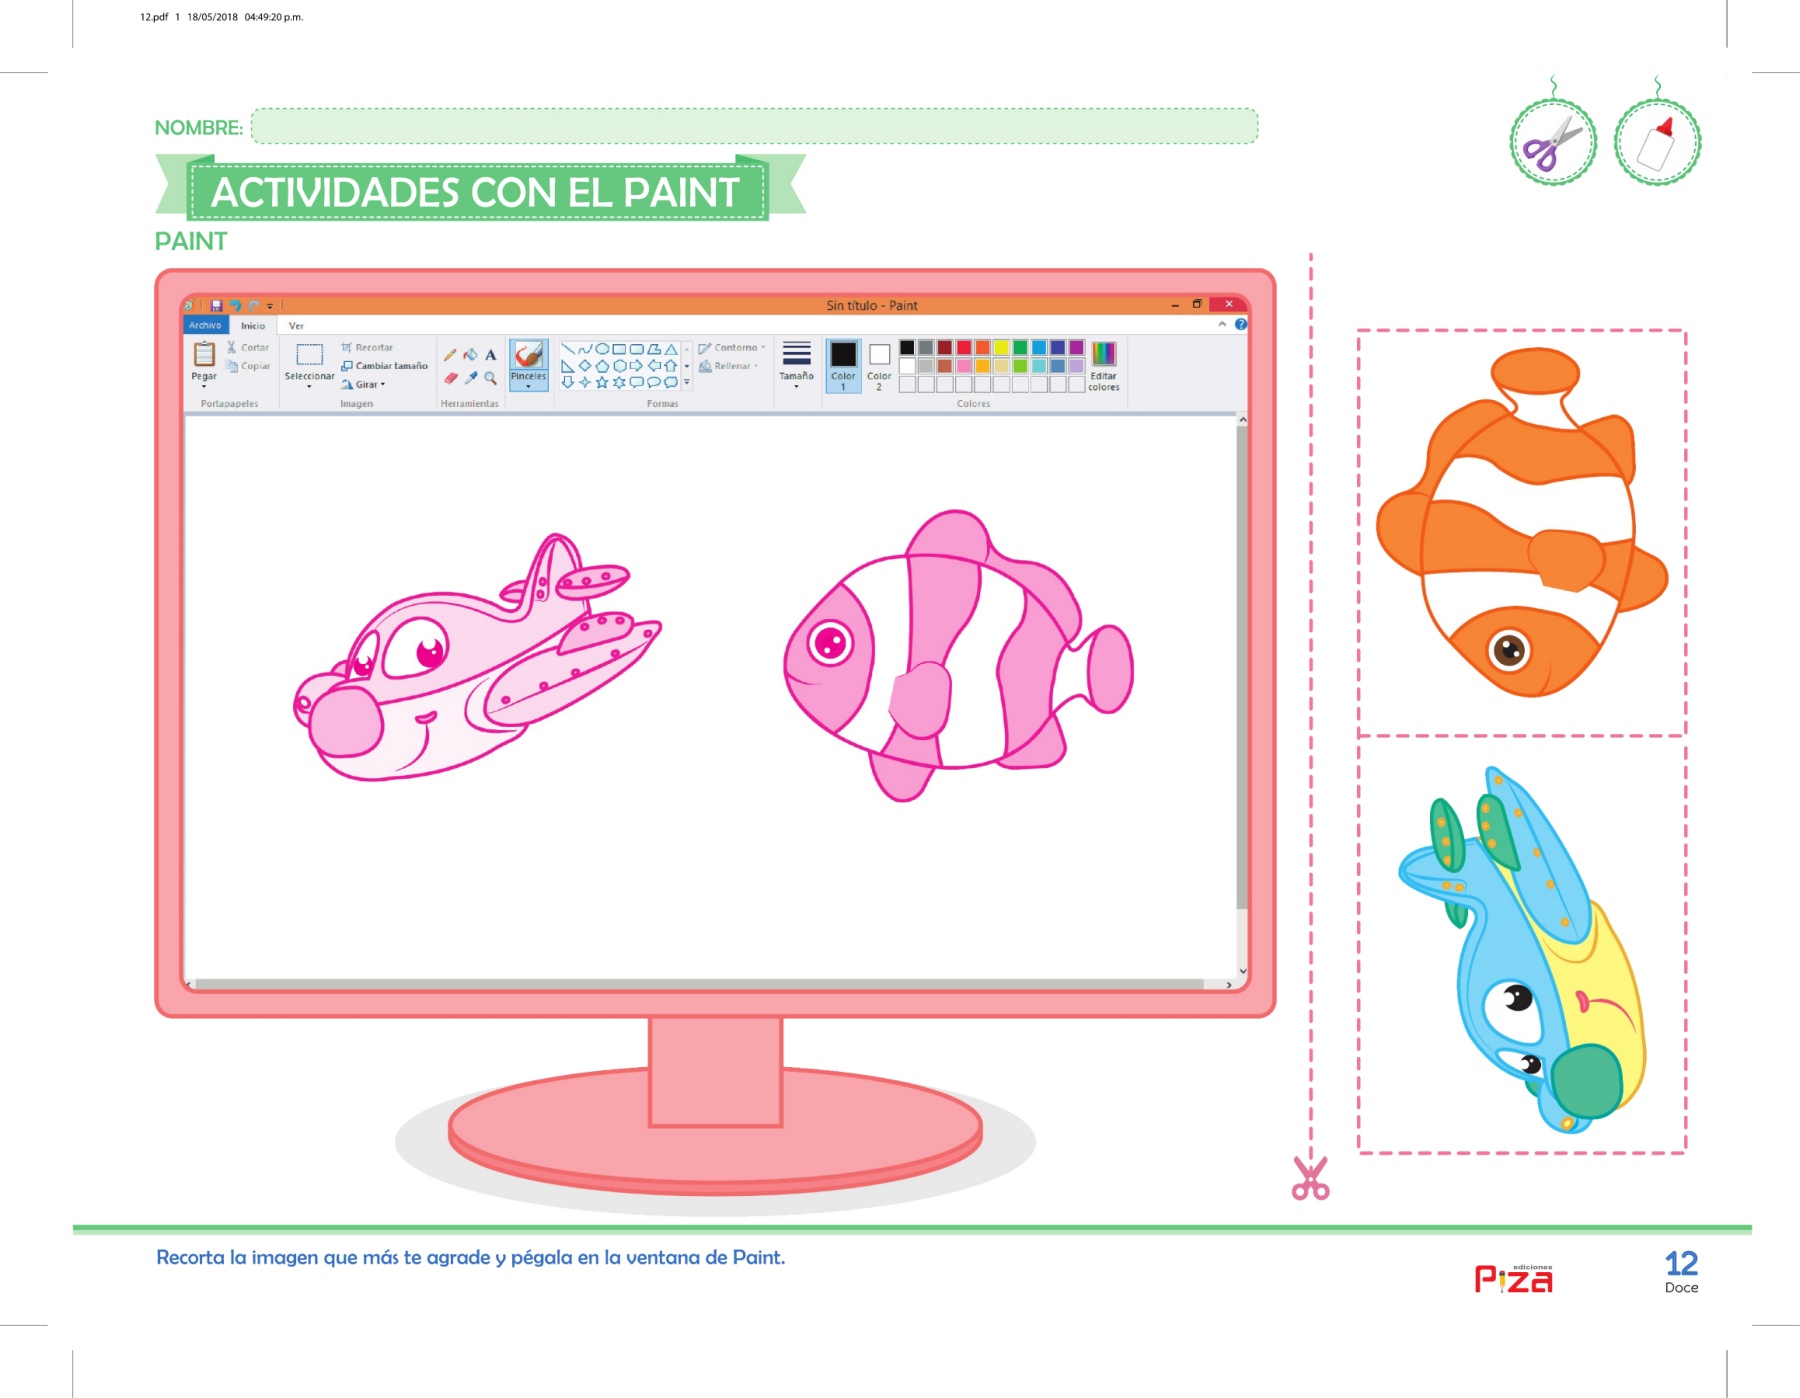 12.pdf 1 18/05/2018 04:49:20 p.m.
NOMBRE:
ACTIVIDADES CON EL PAINT
PAINT
Sin título - Paint
Archivo Inicio Ver
Pegar
Cortar
Copiar
Portapapeles
Seleccionar
Recortar
Cambiar tamaño
Girar
Imagen
A
Herramientas
Pinceles
Formas
Contorno
Rellenar
Tamaño
Color
1
Color
2
Colores
Editar
colores
Recorta la imagen que más te agrade y pégala en la ventana de Paint.
ediciones
Piza
12
Doce